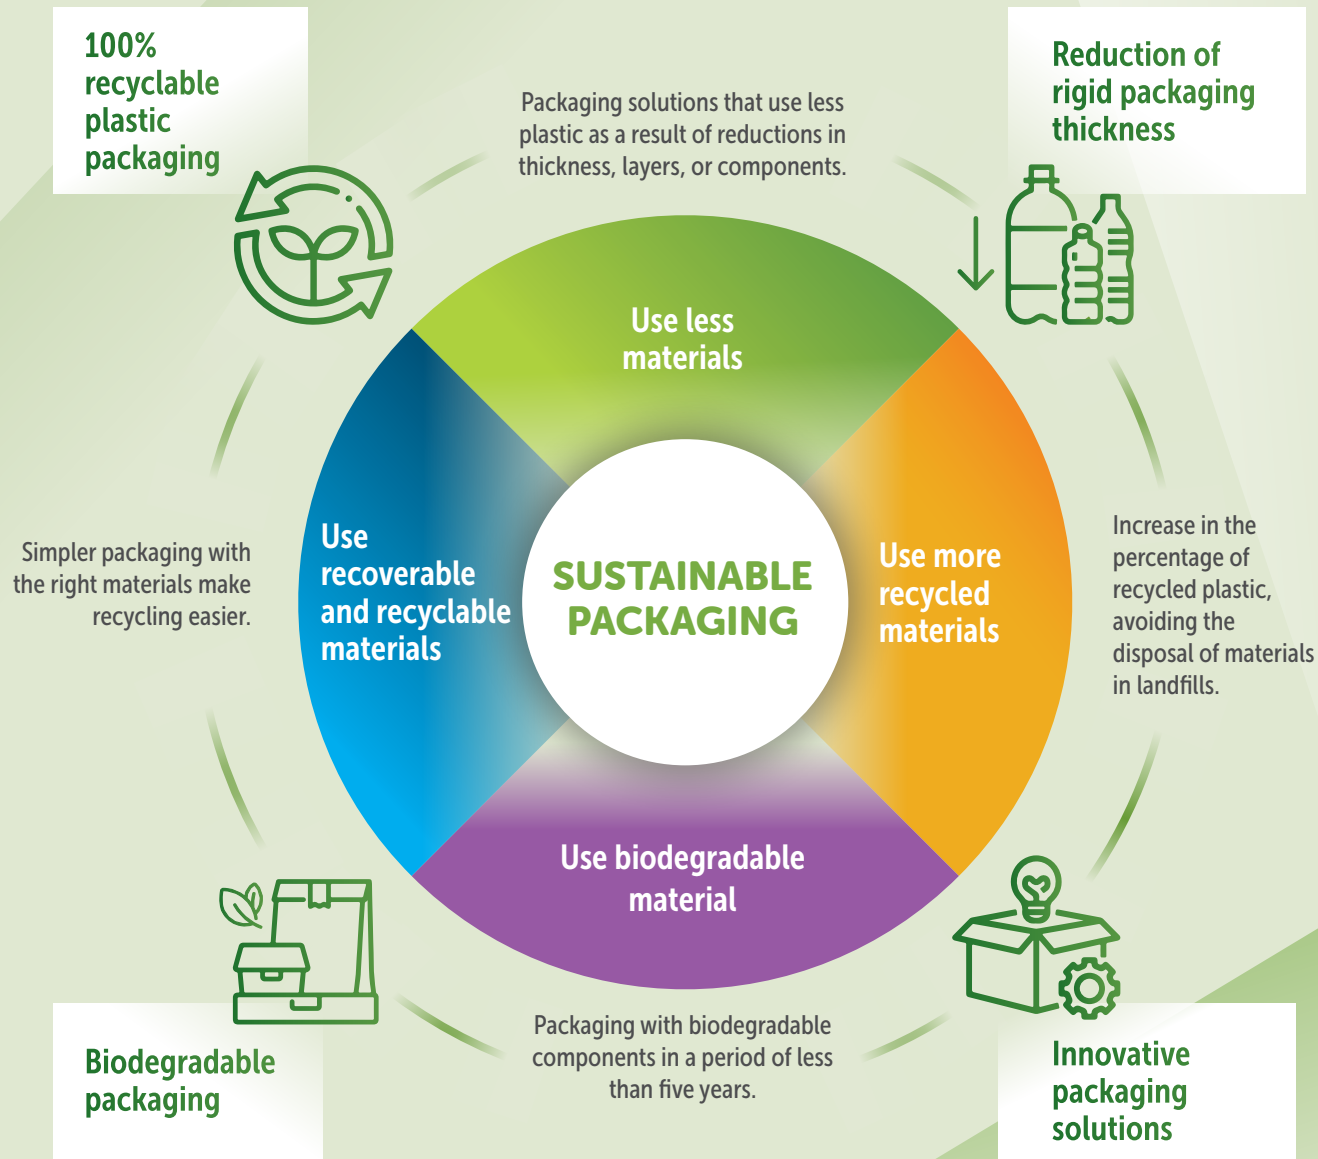 100%
recyclable
plastic
packaging
Packaging solutions that use less
plastic as a result of reductions in
thickness, layers, or components.
Reduction of
rigid packaging
thickness
Use less
materials
Use
recoverable
and recyclable
materials
SUSTAINABLE
PACKAGING
Use more
recycled
materials
Simpler packaging with
the right materials make
recycling easier.
Increase in the
percentage of
recycled plastic,
avoiding the
disposal of materials
in landfills.
Use biodegradable
material
Packaging with biodegradable
components in a period of less
than five years.
Biodegradable
packaging
Innovative
packaging
solutions